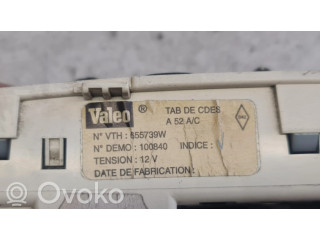 Valeo ® TAB DE CDES
A 52 A/C
N° VTH : 655739W
N° DEMO : 100840 INDICE :
TENSION : 12 V
DATE DE FABRICATION :
OVOKO